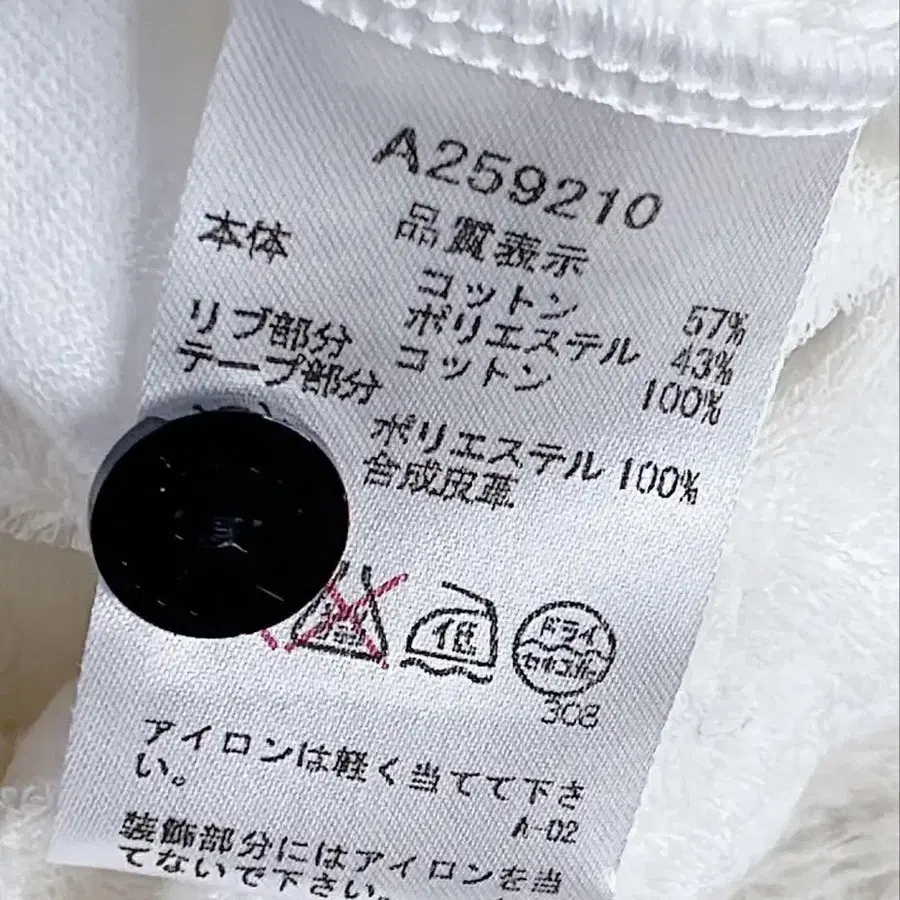 A259210
品質表示
本体 コットン 57%
ポリエステル 43%
リブ部分 コットン 100%
テープ部分
ポリエステル 100%
合成皮革
低
ドライ
セキユ系
308
アイロンは軽く当てて下さ
い。
A-02
装飾部分にはアイロンを当
てないで下さい。